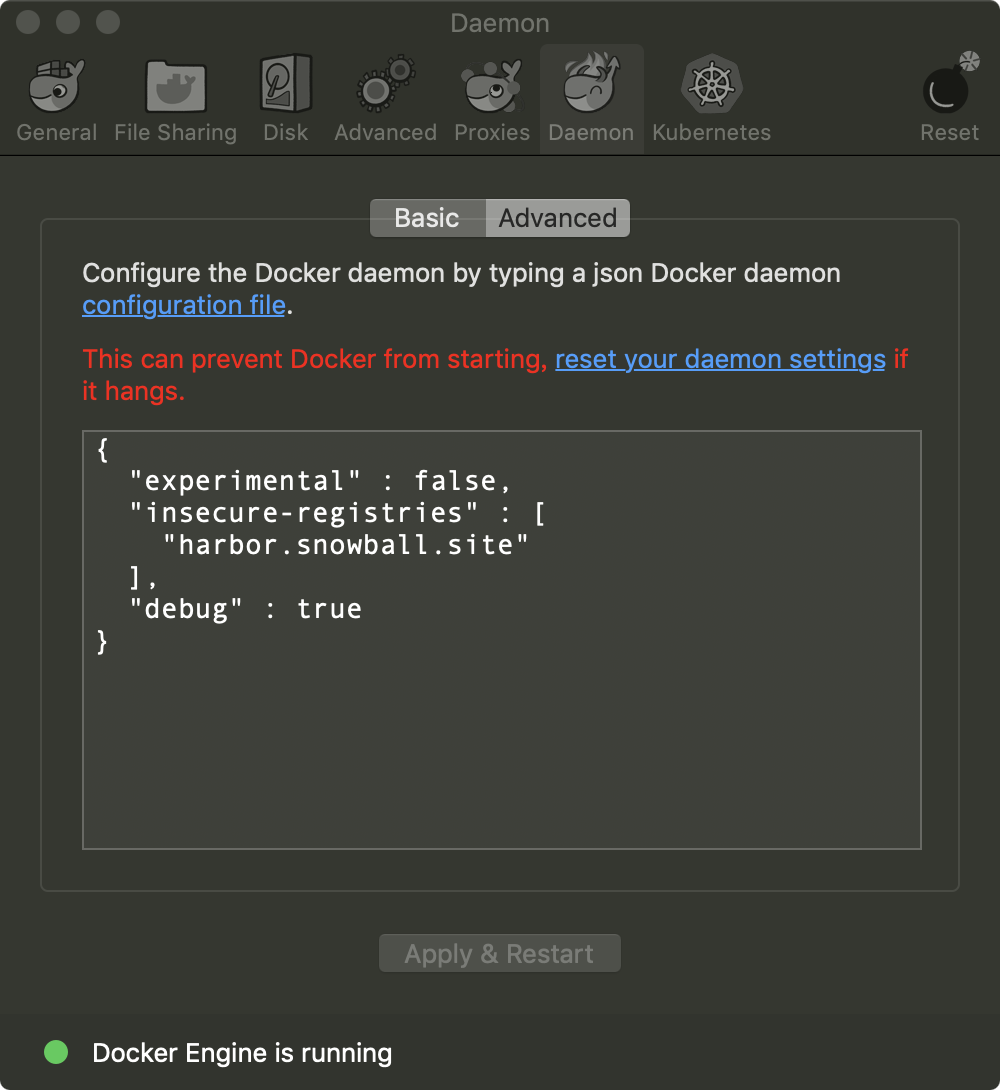 Daemon
General File Sharing Disk Advanced Proxies Daemon Kubernetes Reset
Basic Advanced
Configure the Docker daemon by typing a json Docker daemon
configuration file.
This can prevent Docker from starting, reset your daemon settings if
it hangs.
{
  "experimental" : false,
  "insecure-registries" : [
    "harbor.snowball.site"
  ],
  "debug" : true
}
Apply & Restart
Docker Engine is running